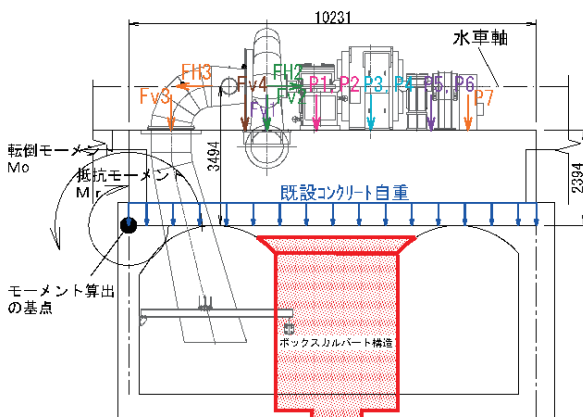 10231
水車軸
FH3
FH2
Fv3
Fv4
P1, P2
P3, P4
P5, P6
P7
3494
2394
転倒モーメント
Mo
抵抗モーメント
Mr
既設コンクリート自重
モーメント算出
の基点
ボックスカルバート構造